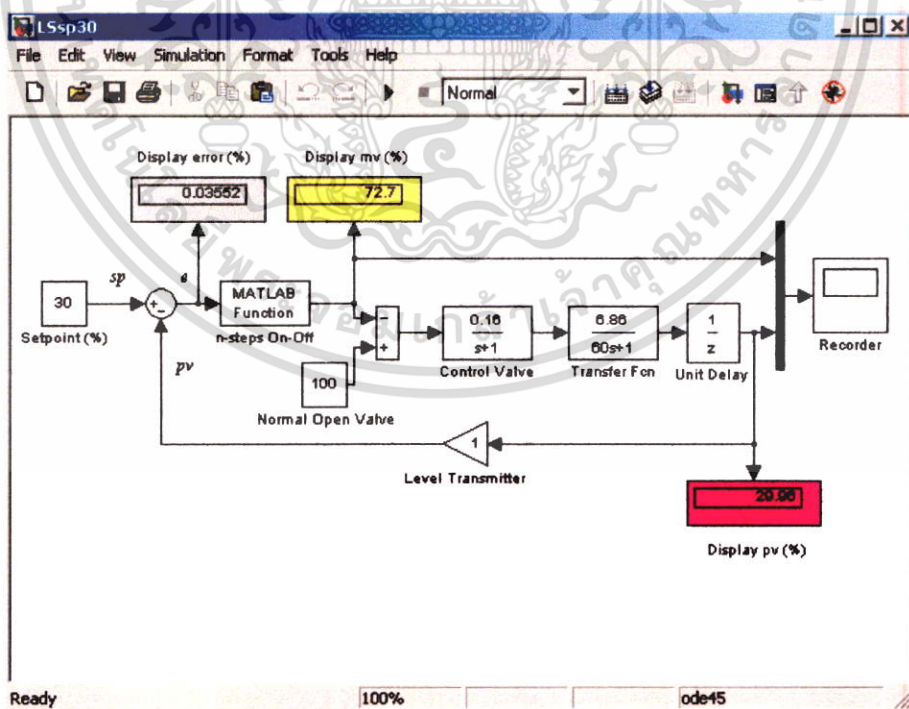 LSsp30
File Edit View Simulation Format Tools Help
Normal
Display error (%)
Display mv (%)
0.03552
72.7
sp
e
30
MATLAB
Function
n-steps On-Off
Setpoint (%)
pv
100
Normal Open Valve
0.16
s+1
Control Valve
6.86
60s+1
Transfer Fcn
1
z
Unit Delay
Recorder
1
Level Transmitter
29.96
Display pv (%)
Ready 100% ode45